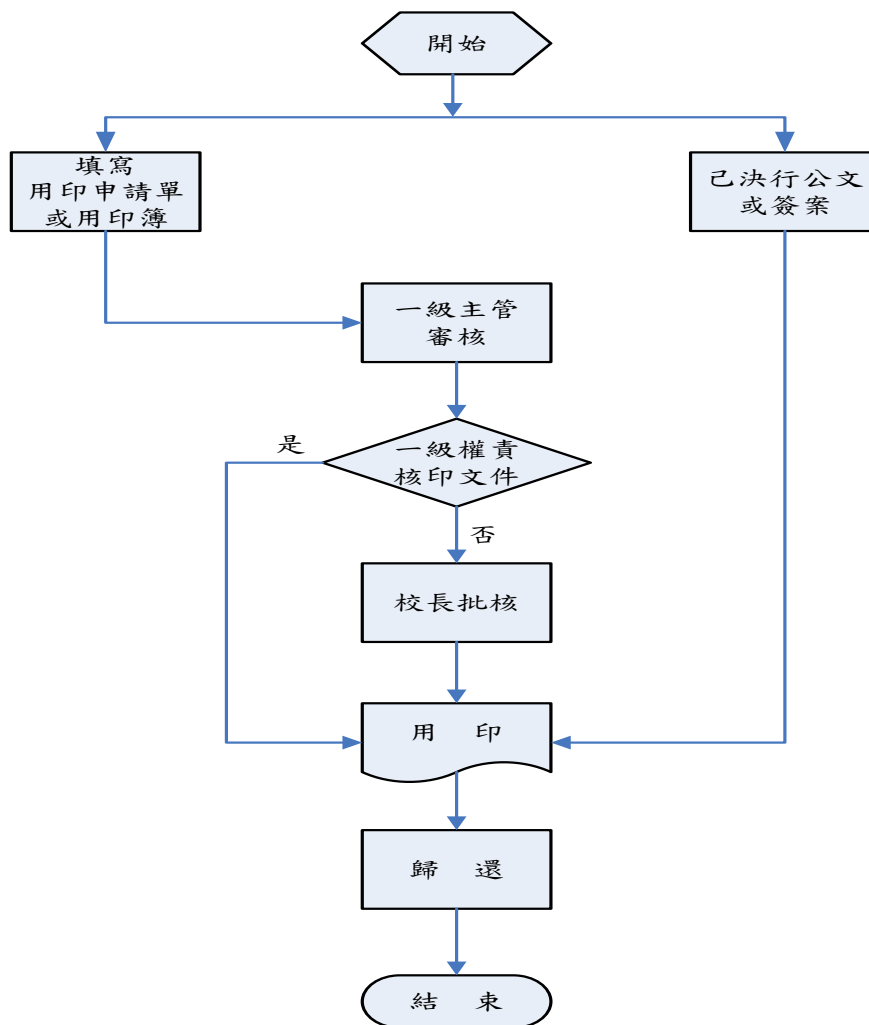 開始
填寫
用印申請單
或用印簿
己決行公文
或簽案
一級主管
審核
是
一級權責
核印文件
否
校長批核
用 印
歸 還
結 束